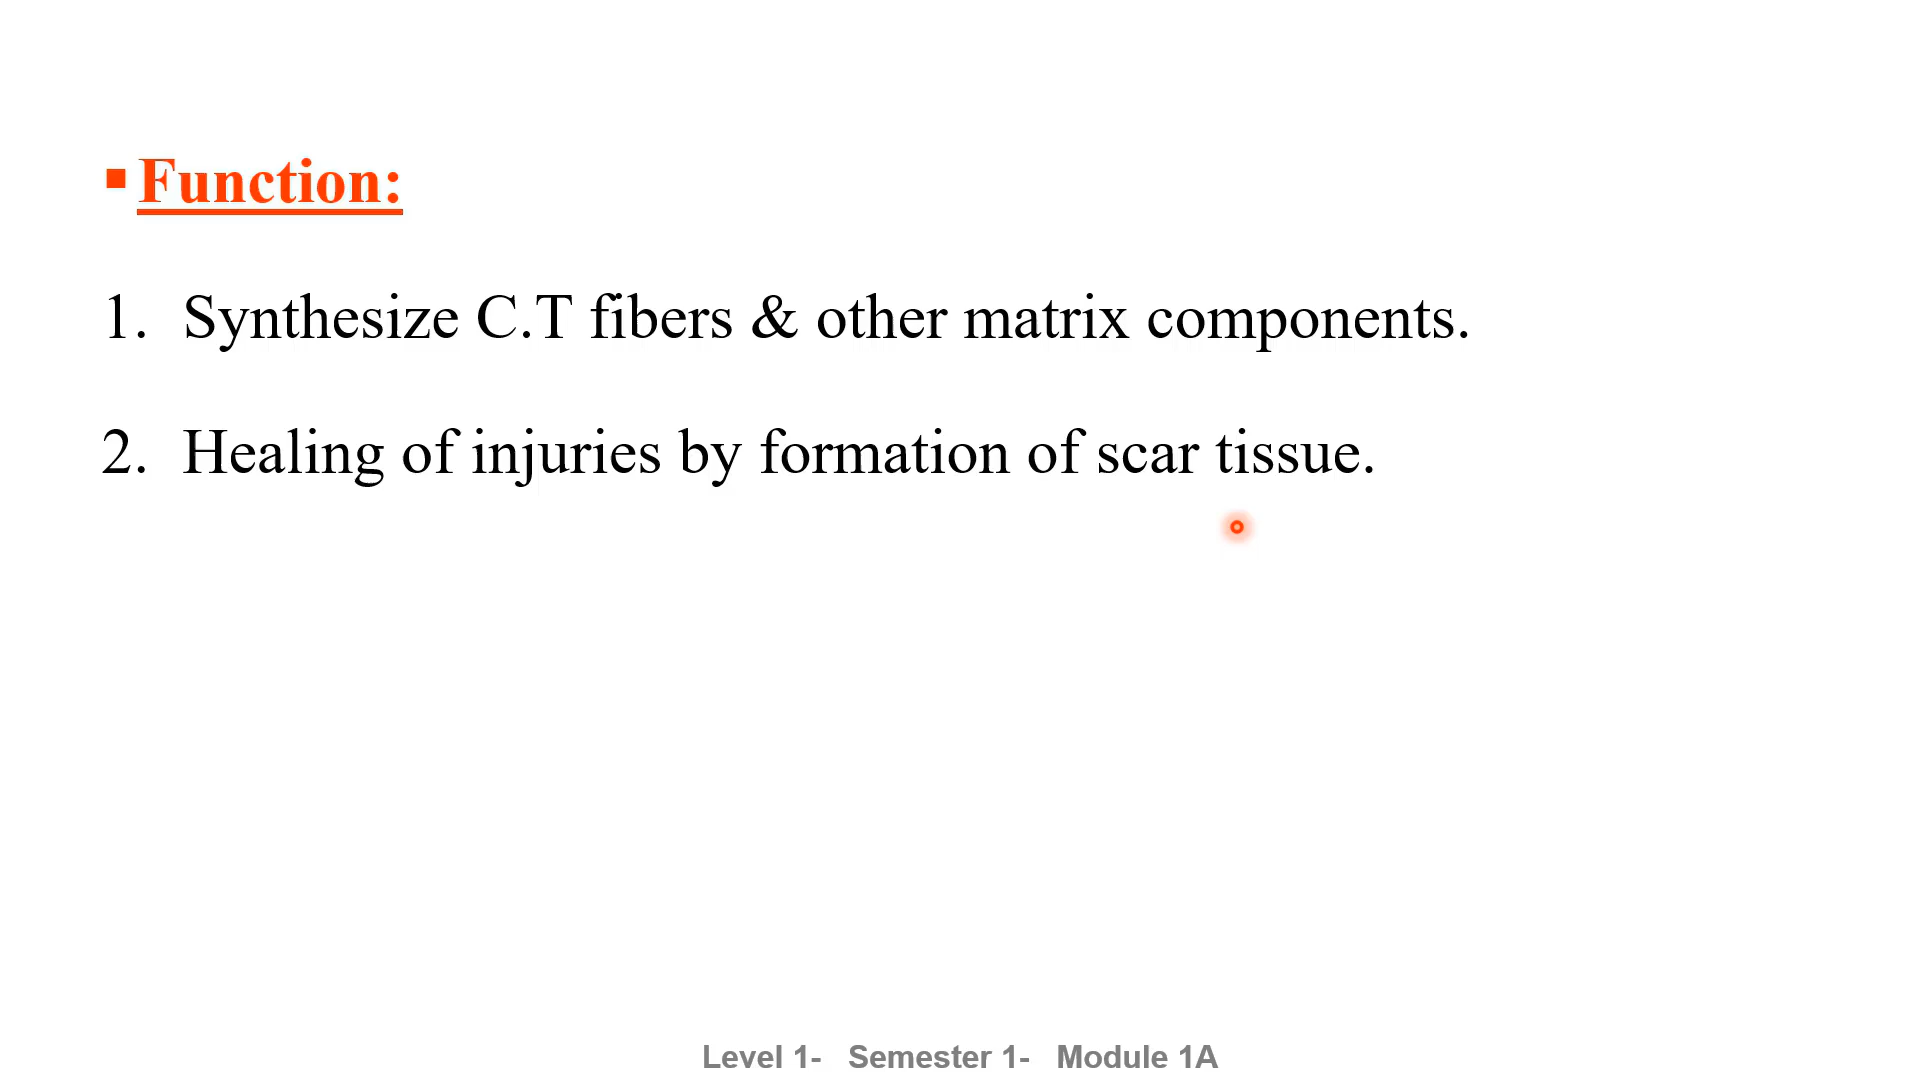 ▪Function:
1. Synthesize C.T fibers & other matrix components.
2. Healing of injuries by formation of scar tissue.
Level 1- Semester 1- Module 1A